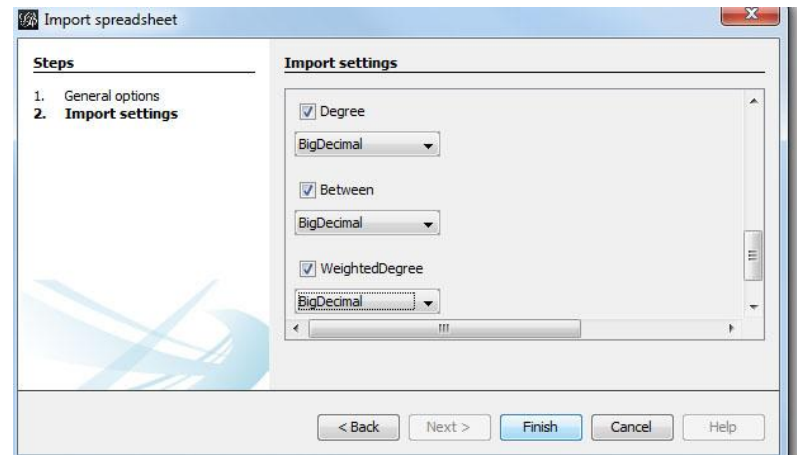 Import spreadsheet
X
Steps
1. General options
2. Import settings
Import settings
Degree
BigDecimal
Between
BigDecimal
WeightedDegree
BigDecimal
< Back Next > Finish Cancel Help